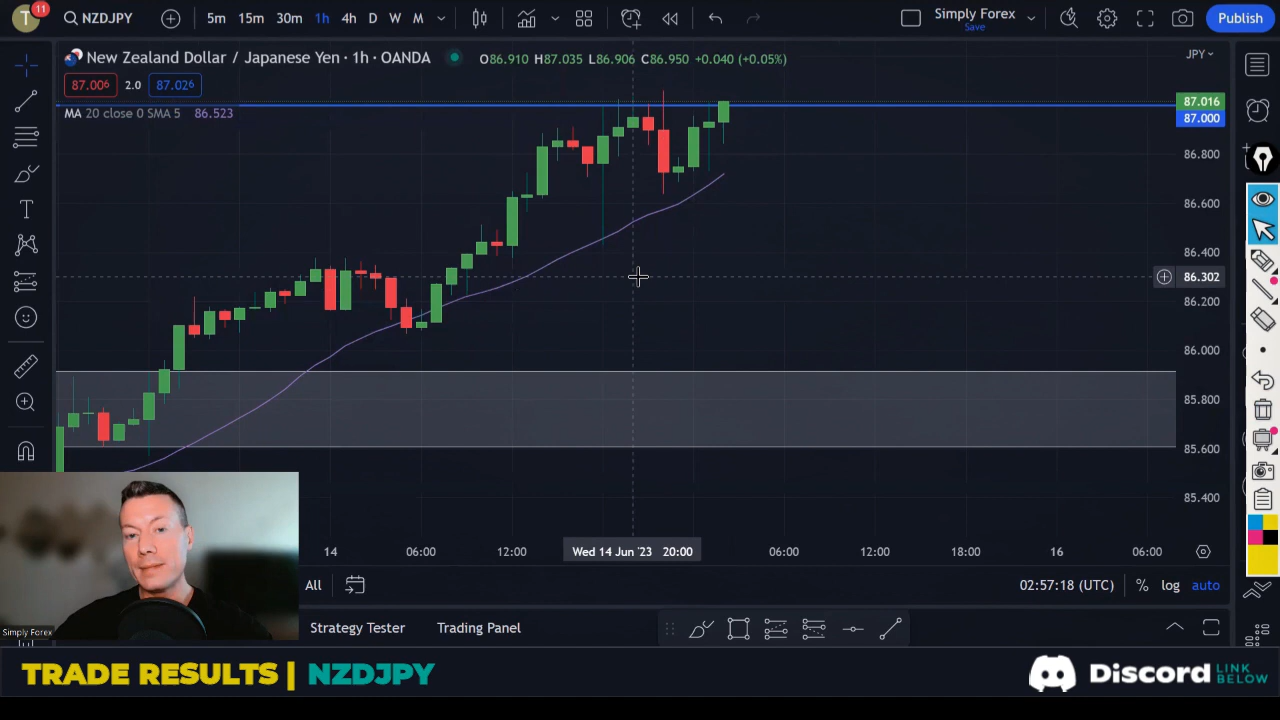 T 11 NZDJPY 5m 15m 30m 1h 4h D W M Simply Forex Save Publish
New Zealand Dollar / Japanese Yen · 1h · OANDA O86.910 H87.035 L86.906 C86.950 +0.040 (+0.05%) JPY
87.006 2.0 87.026
MA 20 close 0 SMA 5 86.523
87.016
87.000
86.800
86.600
86.400
86.302
86.200
86.000
85.800
85.600
85.400
14 06:00 12:00 Wed 14 Jun '23 20:00 06:00 12:00 18:00 16 06:00
All 02:57:18 (UTC) % log auto
Simply Forex
Strategy Tester Trading Panel
TRADE RESULTS | NZDJPY
Discord LINK
BELOW